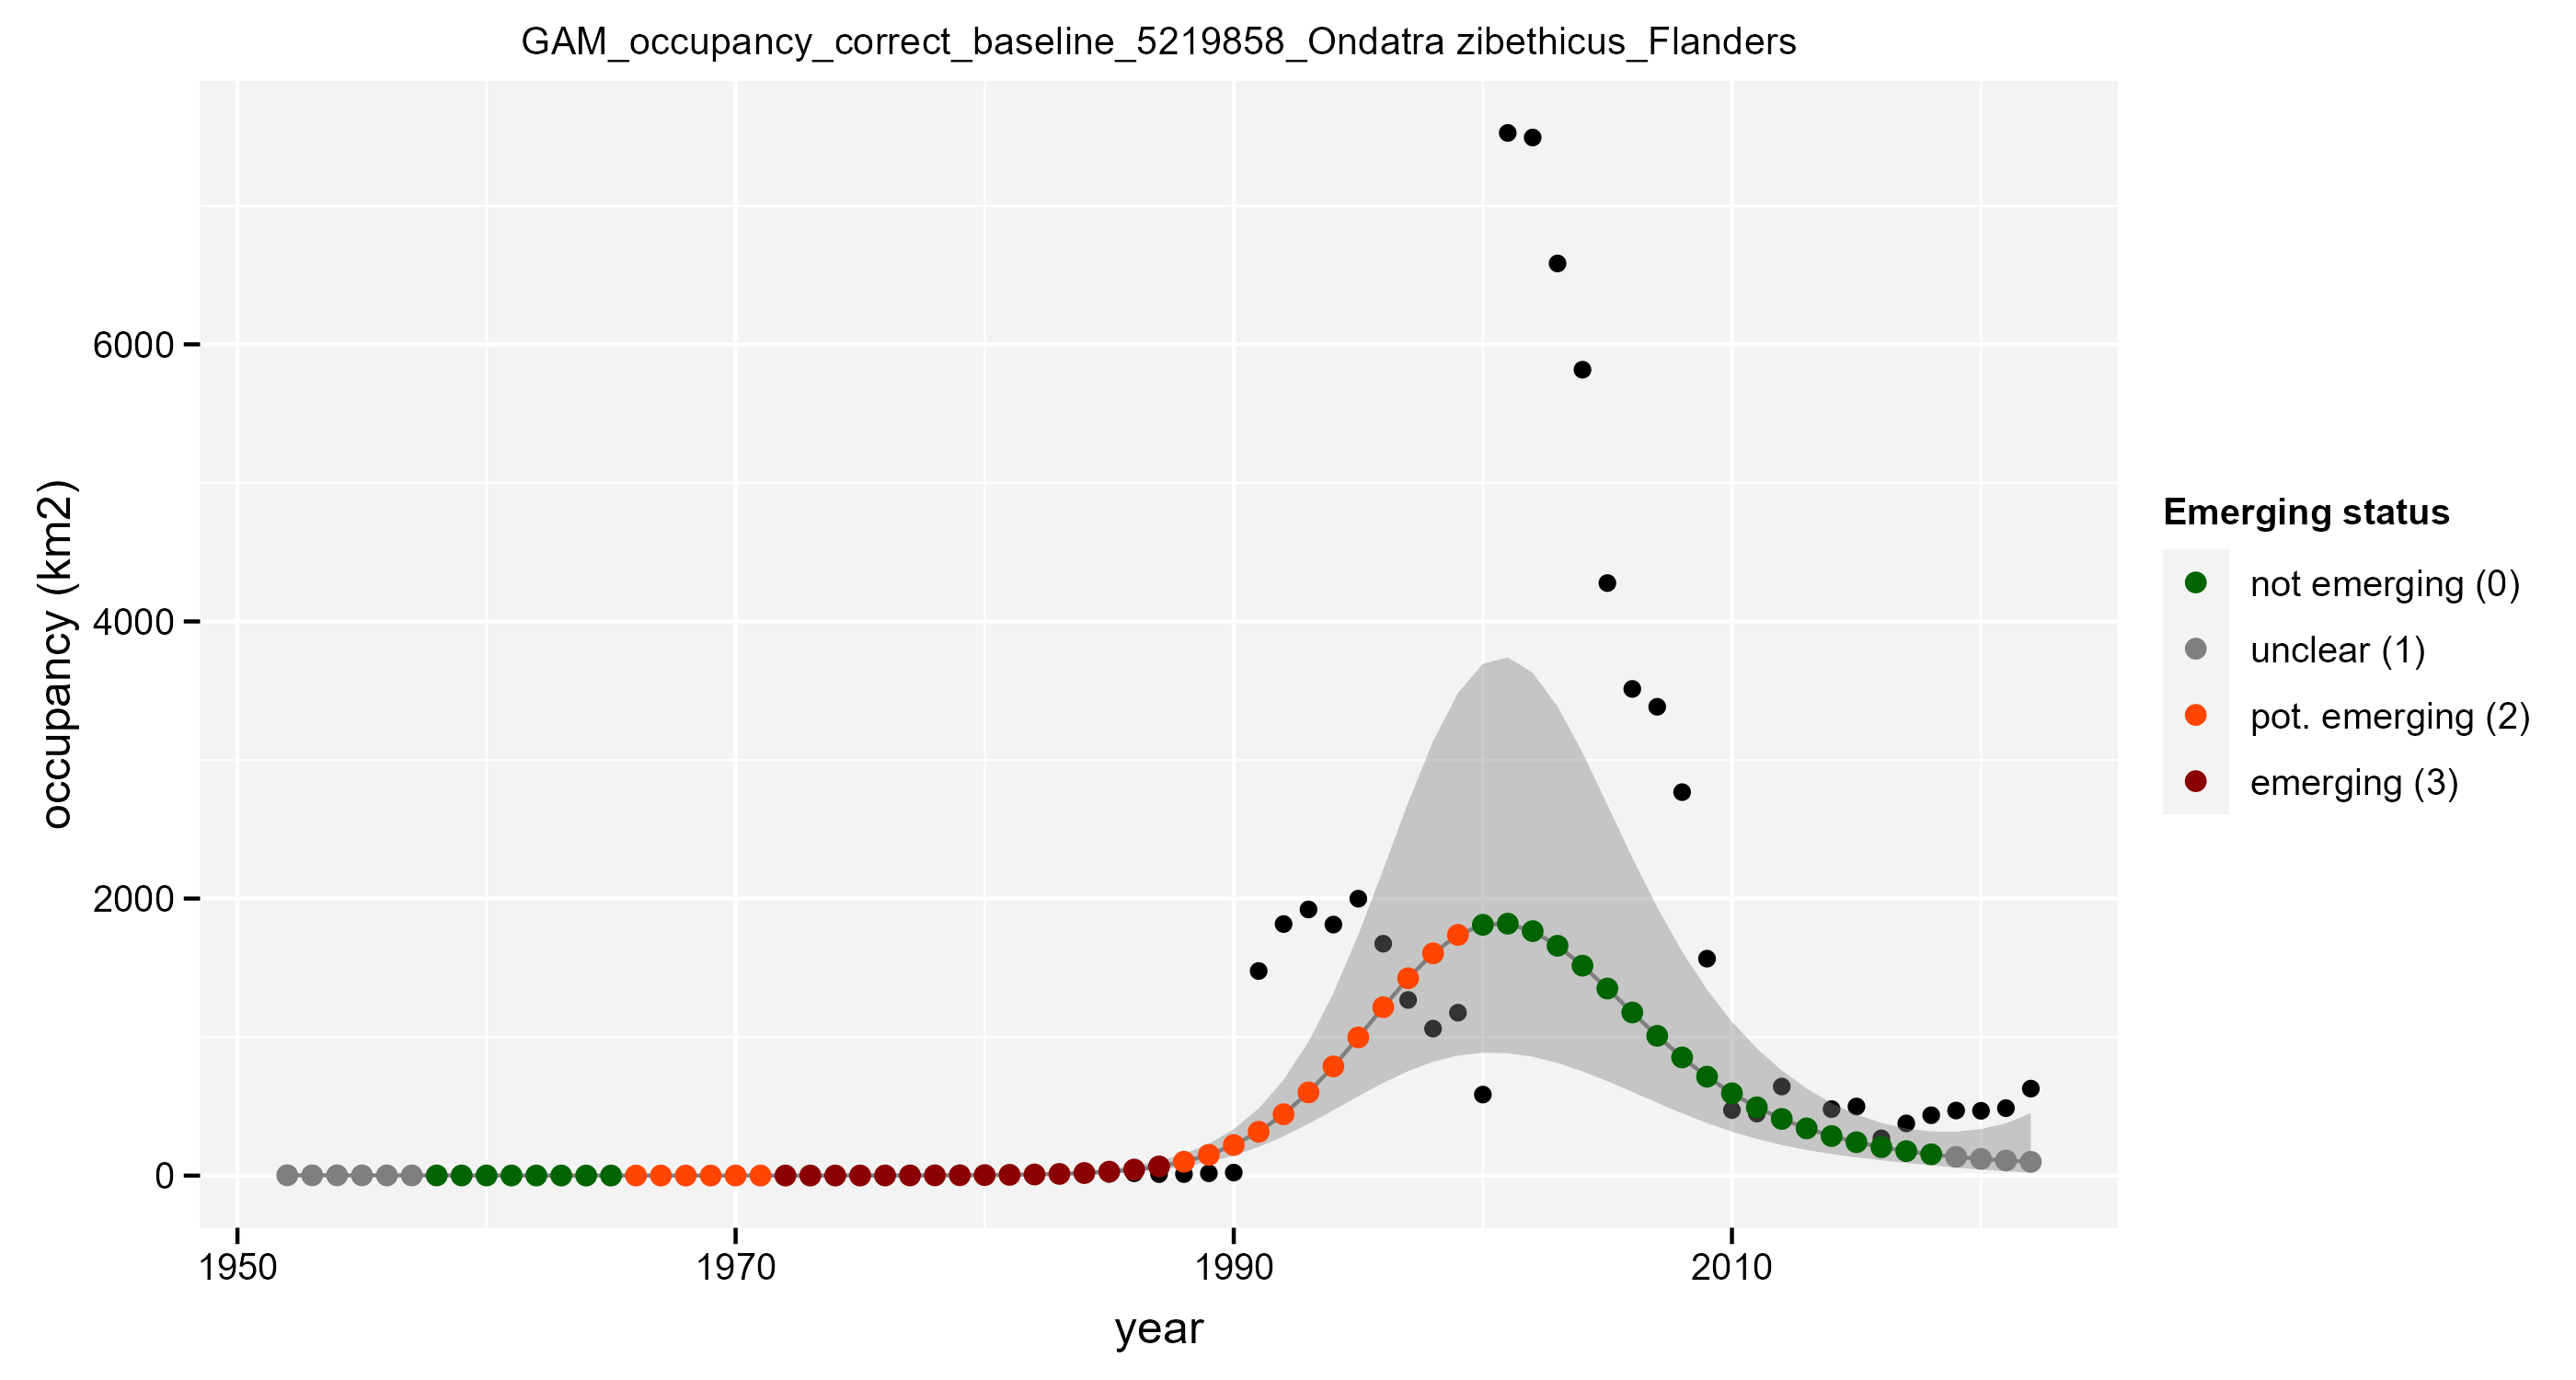 GAM_occupancy_correct_baseline_5219858_Ondatra zibethicus_Flanders
occupancy (km2)
6000
4000
2000
0
1950
1970
1990
2010
year
Emerging status
not emerging (0)
unclear (1)
pot. emerging (2)
emerging (3)